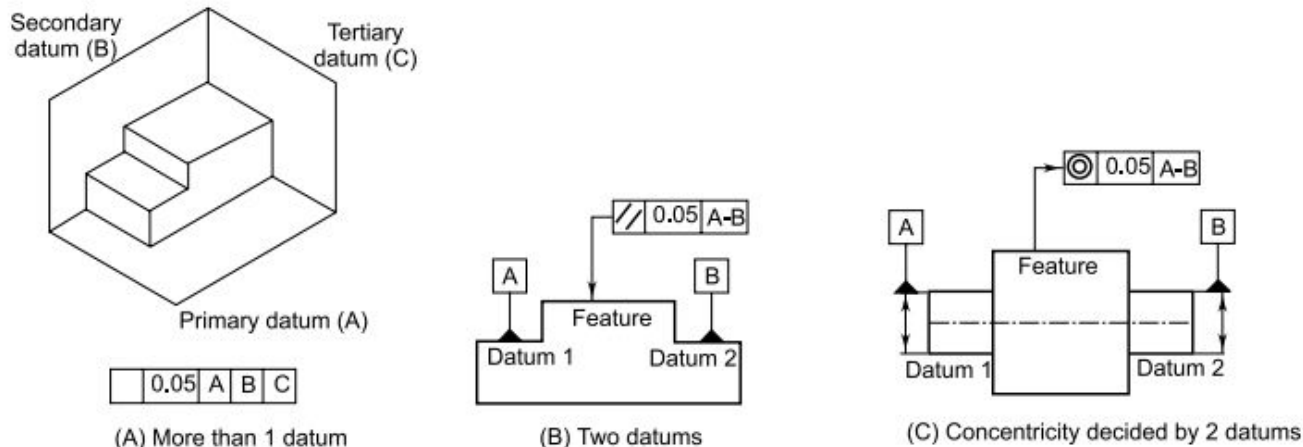 Secondary
datum (B)
Tertiary
datum (C)
Primary datum (A)
0.05 A B C
(A) More than 1 datum
// 0.05 A-B
A
B
Feature
Datum 1
Datum 2
(B) Two datums
◎ 0.05 A-B
A
B
Feature
Datum 1
Datum 2
(C) Concentricity decided by 2 datums